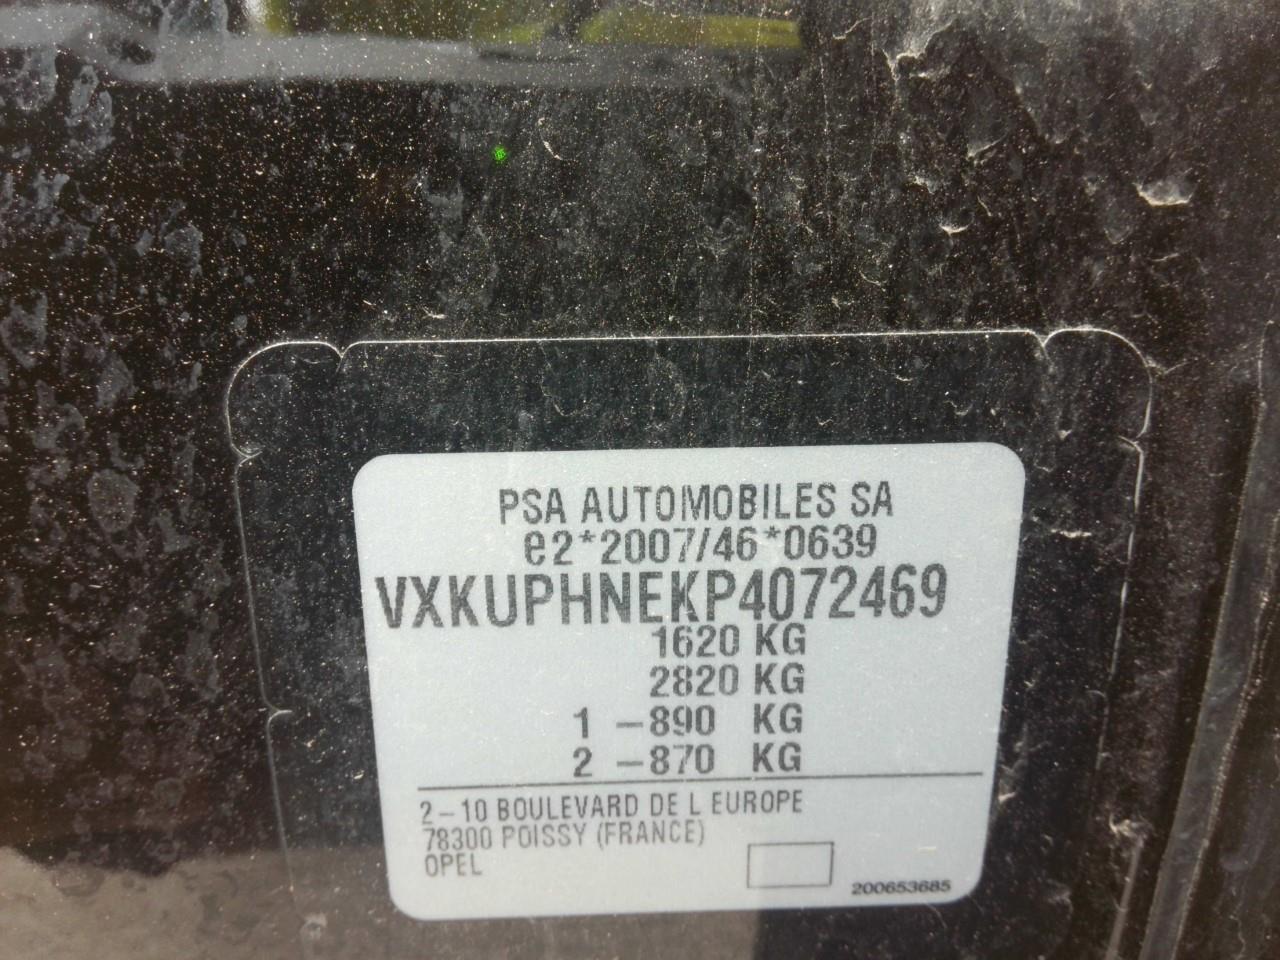 PSA AUTOMOBILES SA
e2*2007/46*0639
VXKUPHNEKP4072469
1620 KG
2820 KG
1 –890 KG
2 –870 KG
2–10 BOULEVARD DE L EUROPE
78300 POISSY (FRANCE)
OPEL
200653685